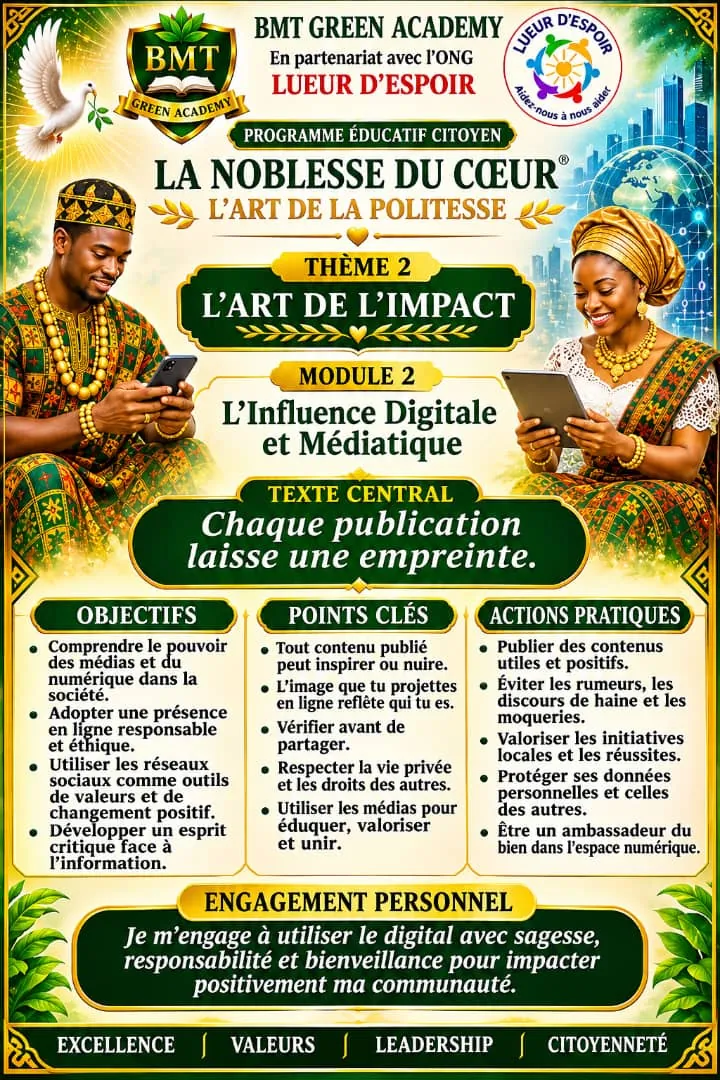 BMT
GREEN ACADEMY
BMT GREEN ACADEMY
En partenariat avec l'ONG
LUEUR D'ESPOIR
LUEUR D'ESPOIR
Aidez-nous à nous aider
PROGRAMME ÉDUCATIF CITOYEN
LA NOBLESSE DU CŒUR®
L'ART DE LA POLITESSE
THÈME 2
L'ART DE L'IMPACT
MODULE 2
L'Influence Digitale
et Médiatique
TEXTE CENTRAL
Chaque publication
laisse une empreinte.
OBJECTIFS
• Comprendre le pouvoir
des médias et du
numérique dans la
société.
• Adopter une présence
en ligne responsable
et éthique.
• Utiliser les réseaux
sociaux comme outils
de valeurs et de
changement positif.
• Développer un esprit
critique face à
l'information.
POINTS CLÉS
• Tout contenu publié
peut inspirer ou nuire.
• L'image que tu projettes
en ligne reflète qui tu es.
• Vérifier avant de
partager.
• Respecter la vie privée
et les droits des autres.
• Utiliser les médias pour
éduquer, valoriser
et unir.
ACTIONS PRATIQUES
• Publier des contenus
utiles et positifs.
• Éviter les rumeurs, les
discours de haine et les
moqueries.
• Valoriser les initiatives
locales et les réussites.
• Protéger ses données
personnelles et celles
des autres.
• Être un ambassadeur du
bien dans l'espace numérique.
ENGAGEMENT PERSONNEL
Je m'engage à utiliser le digital avec sagesse,
responsabilité et bienveillance pour impacter
positivement ma communauté.
EXCELLENCE | VALEURS | LEADERSHIP | CITOYENNETÉ